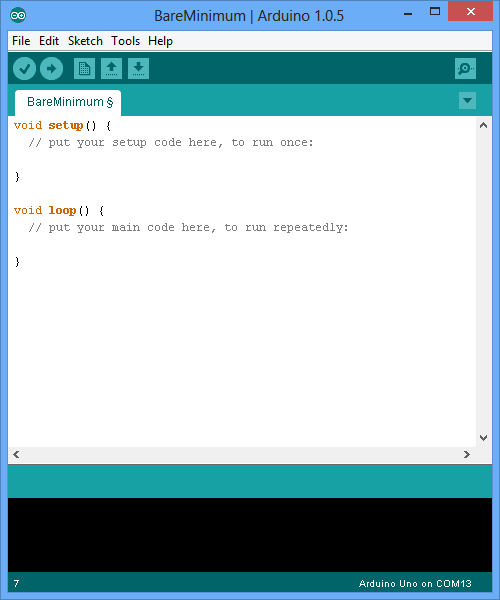 BareMinimum | Arduino 1.0.5
File Edit Sketch Tools Help
BareMinimum §
void setup() {
  // put your setup code here, to run once:
}
void loop() {
  // put your main code here, to run repeatedly:
}
7 Arduino Uno on COM13